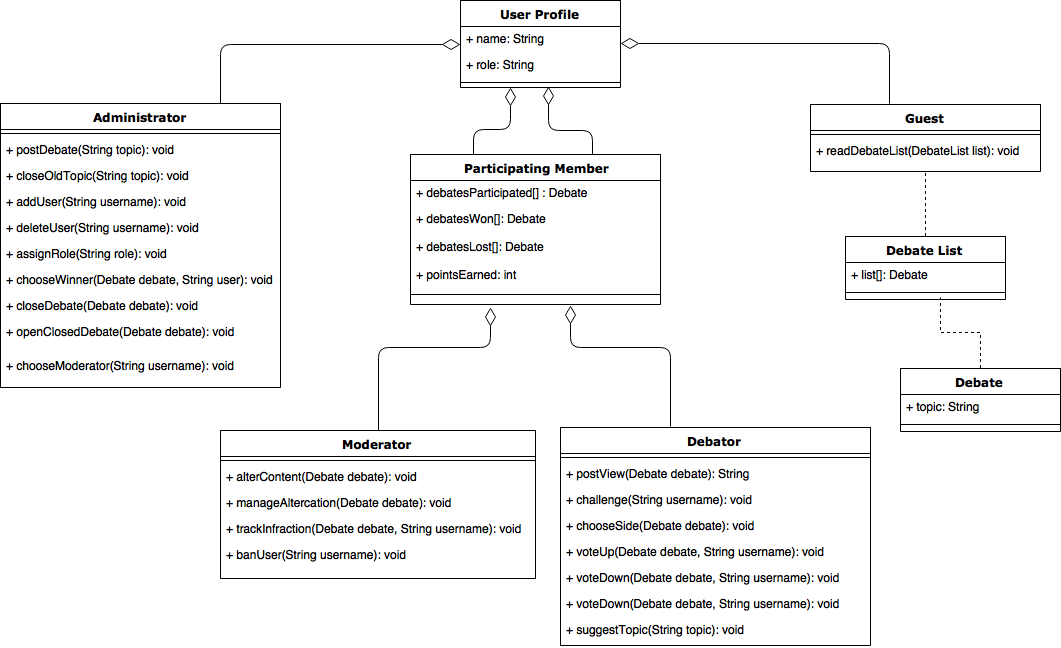 User Profile
+ name: String
+ role: String
Administrator
+ postDebate(String topic): void
+ closeOldTopic(String topic): void
+ addUser(String username): void
+ deleteUser(String username): void
+ assignRole(String role): void
+ chooseWinner(Debate debate, String user): void
+ closeDebate(Debate debate): void
+ openClosedDebate(Debate debate): void
+ chooseModerator(String username): void
Participating Member
+ debatesParticipated[] : Debate
+ debatesWon[]: Debate
+ debatesLost[]: Debate
+ pointsEarned: int
Guest
+ readDebateList(DebateList list): void
Debate List
+ list[]: Debate
Debate
+ topic: String
Moderator
+ alterContent(Debate debate): void
+ manageAltercation(Debate debate): void
+ trackInfraction(Debate debate, String username): void
+ banUser(String username): void
Debator
+ postView(Debate debate): String
+ challenge(String username): void
+ chooseSide(Debate debate): void
+ voteUp(Debate debate, String username): void
+ voteDown(Debate debate, String username): void
+ voteDown(Debate debate, String username): void
+ suggestTopic(String topic): void